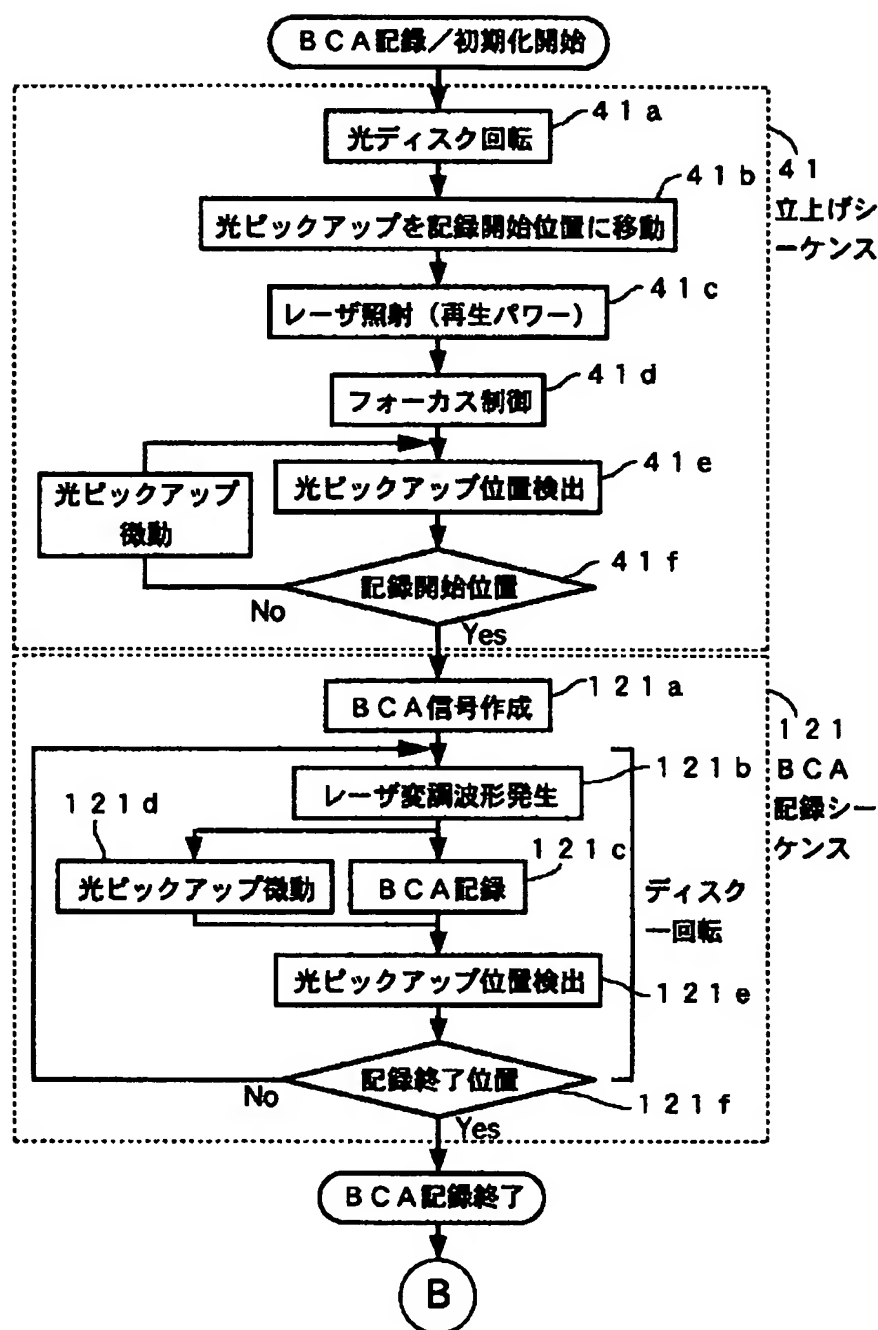 BCA記録／初期化開始
41a
光ディスク回転
41
立上げシ
ーケンス
41b
光ピックアップを記録開始位置に移動
41c
レーザ照射（再生パワー）
41d
フォーカス制御
41e
光ピックアップ位置検出
光ピックアップ
微動
41f
記録開始位置
No
Yes
121a
BCA信号作成
121
BCA
記録シー
ケンス
121b
レーザ変調波形発生
121d
121c
光ピックアップ微動
BCA記録
ディスク
一回転
光ピックアップ位置検出
121e
記録終了位置
No
121f
Yes
BCA記録終了
B